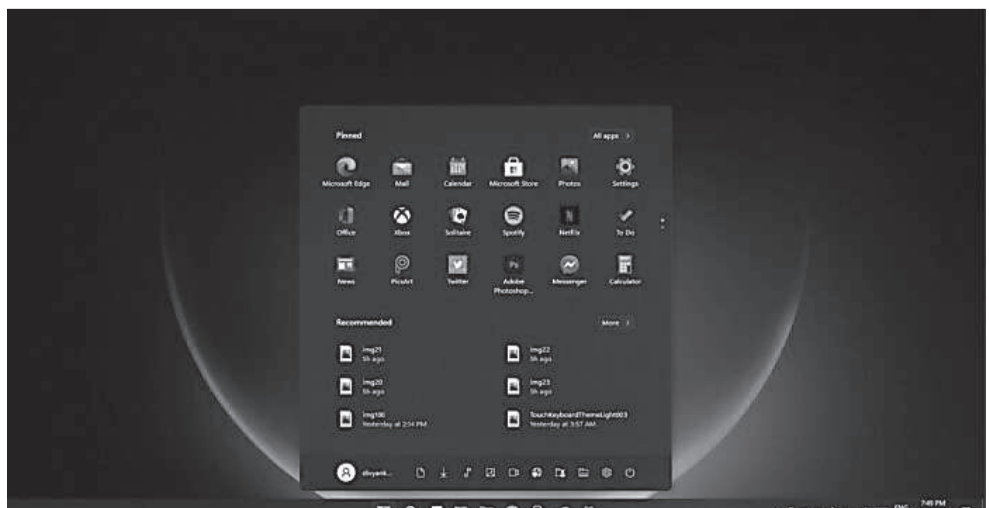 Pinned
All apps
Microsoft Edge
Mail
Calendar
Microsoft Store
Photos
Settings
Office
Xbox
Solitaire
Spotify
Netflix
To Do
News
PicsArt
Twitter
Adobe Photoshop...
Messenger
Calculator
Recommended
More
img21
5h ago
img22
5h ago
img20
5h ago
img23
5h ago
img100
Yesterday at 2:14 PM
TouchKeyboardThemeLight003
Yesterday at 3:57 AM
divyank...
ENG
7:49 PM